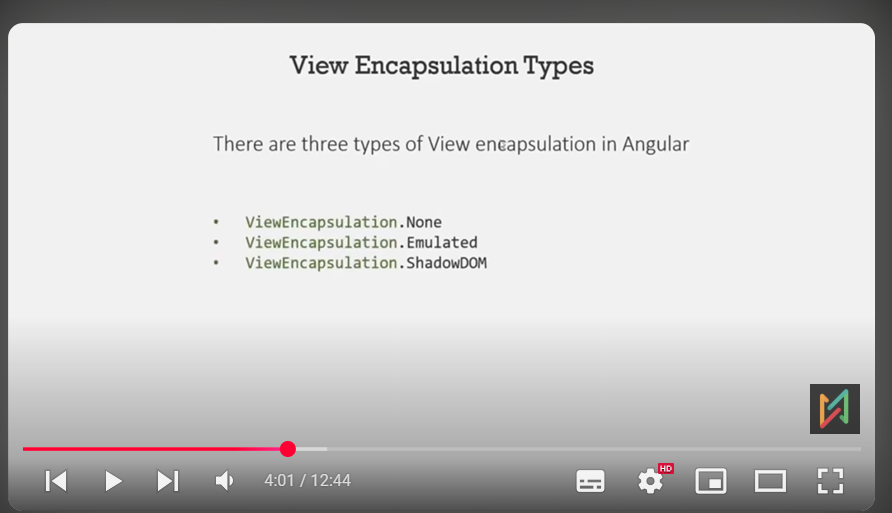 View Encapsulation Types
There are three types of View encapsulation in Angular
• ViewEncapsulation.None
• ViewEncapsulation.Emulated
• ViewEncapsulation.ShadowDOM
4:01 / 12:44
HD